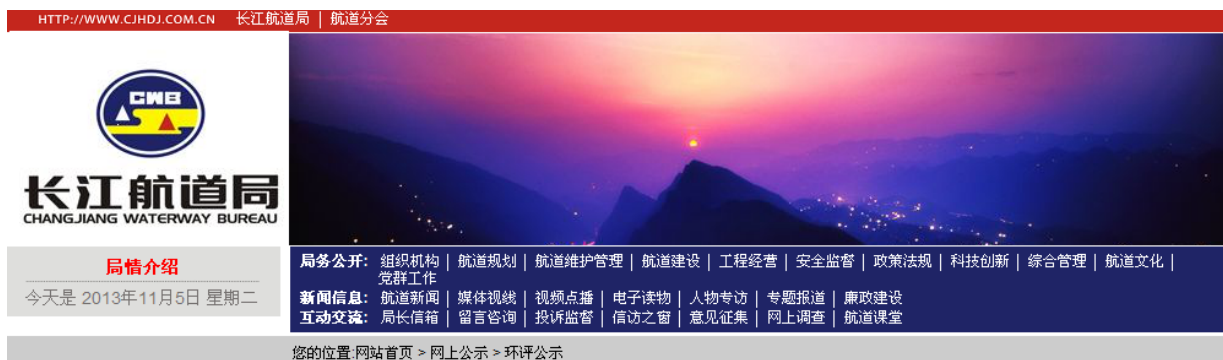 HTTP://WWW.CJHDJ.COM.CN 长江航道局 | 航道分会
CWB
长江航道局
CHANGJIANG WATERWAY BUREAU
局情介绍
今天是 2013年11月5日 星期二
局务公开: 组织机构 | 航道规划 | 航道维护管理 | 航道建设 | 工程经营 | 安全监督 | 政策法规 | 科技创新 | 综合管理 | 航道文化 |
党群工作
新闻信息: 航道新闻 | 媒体视线 | 视频点播 | 电子读物 | 人物专访 | 专题报道 | 廉政建设
互动交流: 局长信箱 | 留言咨询 | 投诉监督 | 信访之窗 | 意见征集 | 网上调查 | 航道课堂
您的位置:网站首页 > 网上公示 > 环评公示